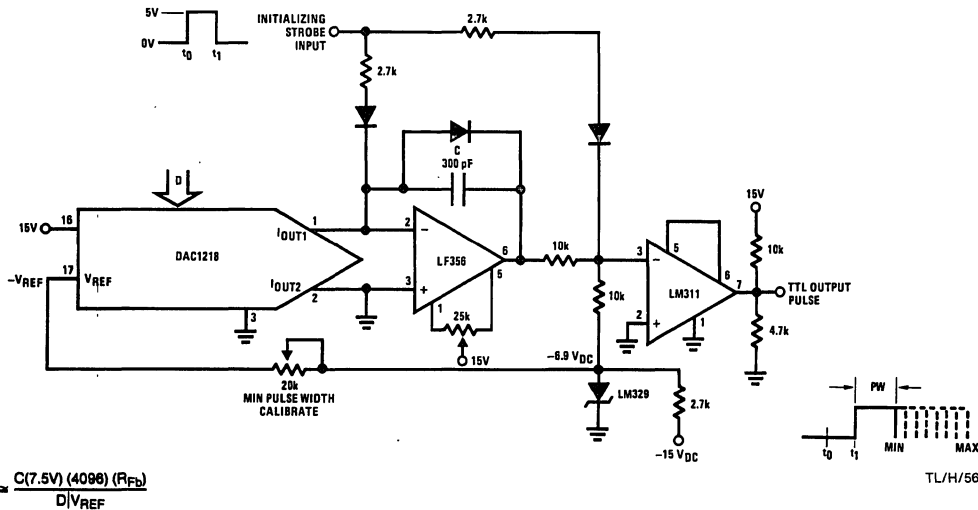 5V
0V
t0
t1
INITIALIZING
STROBE
INPUT
2.7k
2.7k
C
300 pF
D
15V
16
DAC1218
IOUT1
1
IOUT2
2
-VREF
17
VREF
3
2
-
LF356
3
+
6
5
1
25k
15V
10k
10k
3
-
LM311
2
+
5
6
7
1
15V
10k
TTL OUTPUT
PULSE
4.7k
20k
MIN PULSE WIDTH
CALIBRATE
-6.9 VDC
LM329
2.7k
-15 VDC
PW
t0
t1
MIN
MAX
TL/H/56
C(7.5V) (4096) (RFb)
D|VREF